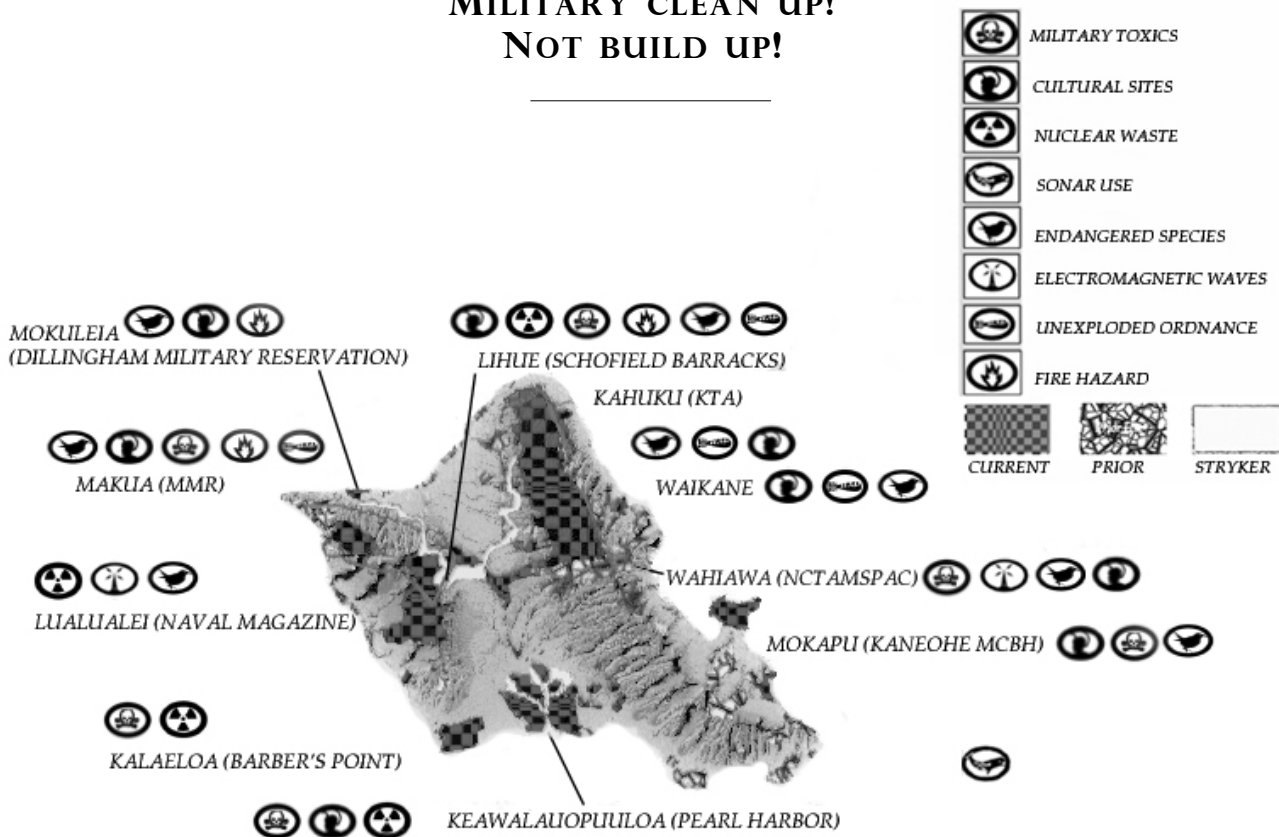 MILITARY CLEAN UP!
NOT BUILD UP!
MILITARY TOXICS
CULTURAL SITES
NUCLEAR WASTE
SONAR USE
ENDANGERED SPECIES
ELECTROMAGNETIC WAVES
UNEXPLODED ORDNANCE
FIRE HAZARD
CURRENT PRIOR STRYKER
MOKULEIA
(DILLINGHAM MILITARY RESERVATION)
LIHUE (SCHOFIELD BARRACKS)
KAHUKU (KTA)
MAKUA (MMR)
WAIKANE
WAHIAWA (NCTAMSPAC)
LUALUALEI (NAVAL MAGAZINE)
MOKAPU (KANEOHE MCBH)
KALAELOA (BARBER'S POINT)
KEAWALAUOPUULOA (PEARL HARBOR)